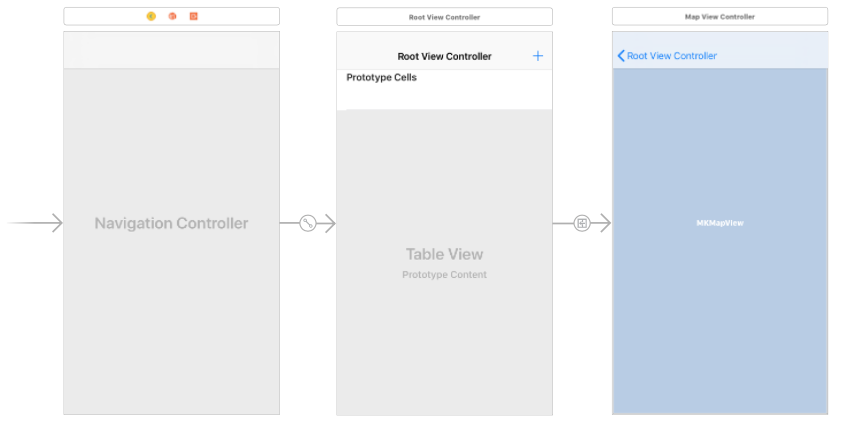 Root View Controller
Map View Controller
Root View Controller
+
Root View Controller
Prototype Cells
Navigation Controller
MKMapView
Table View
Prototype Content